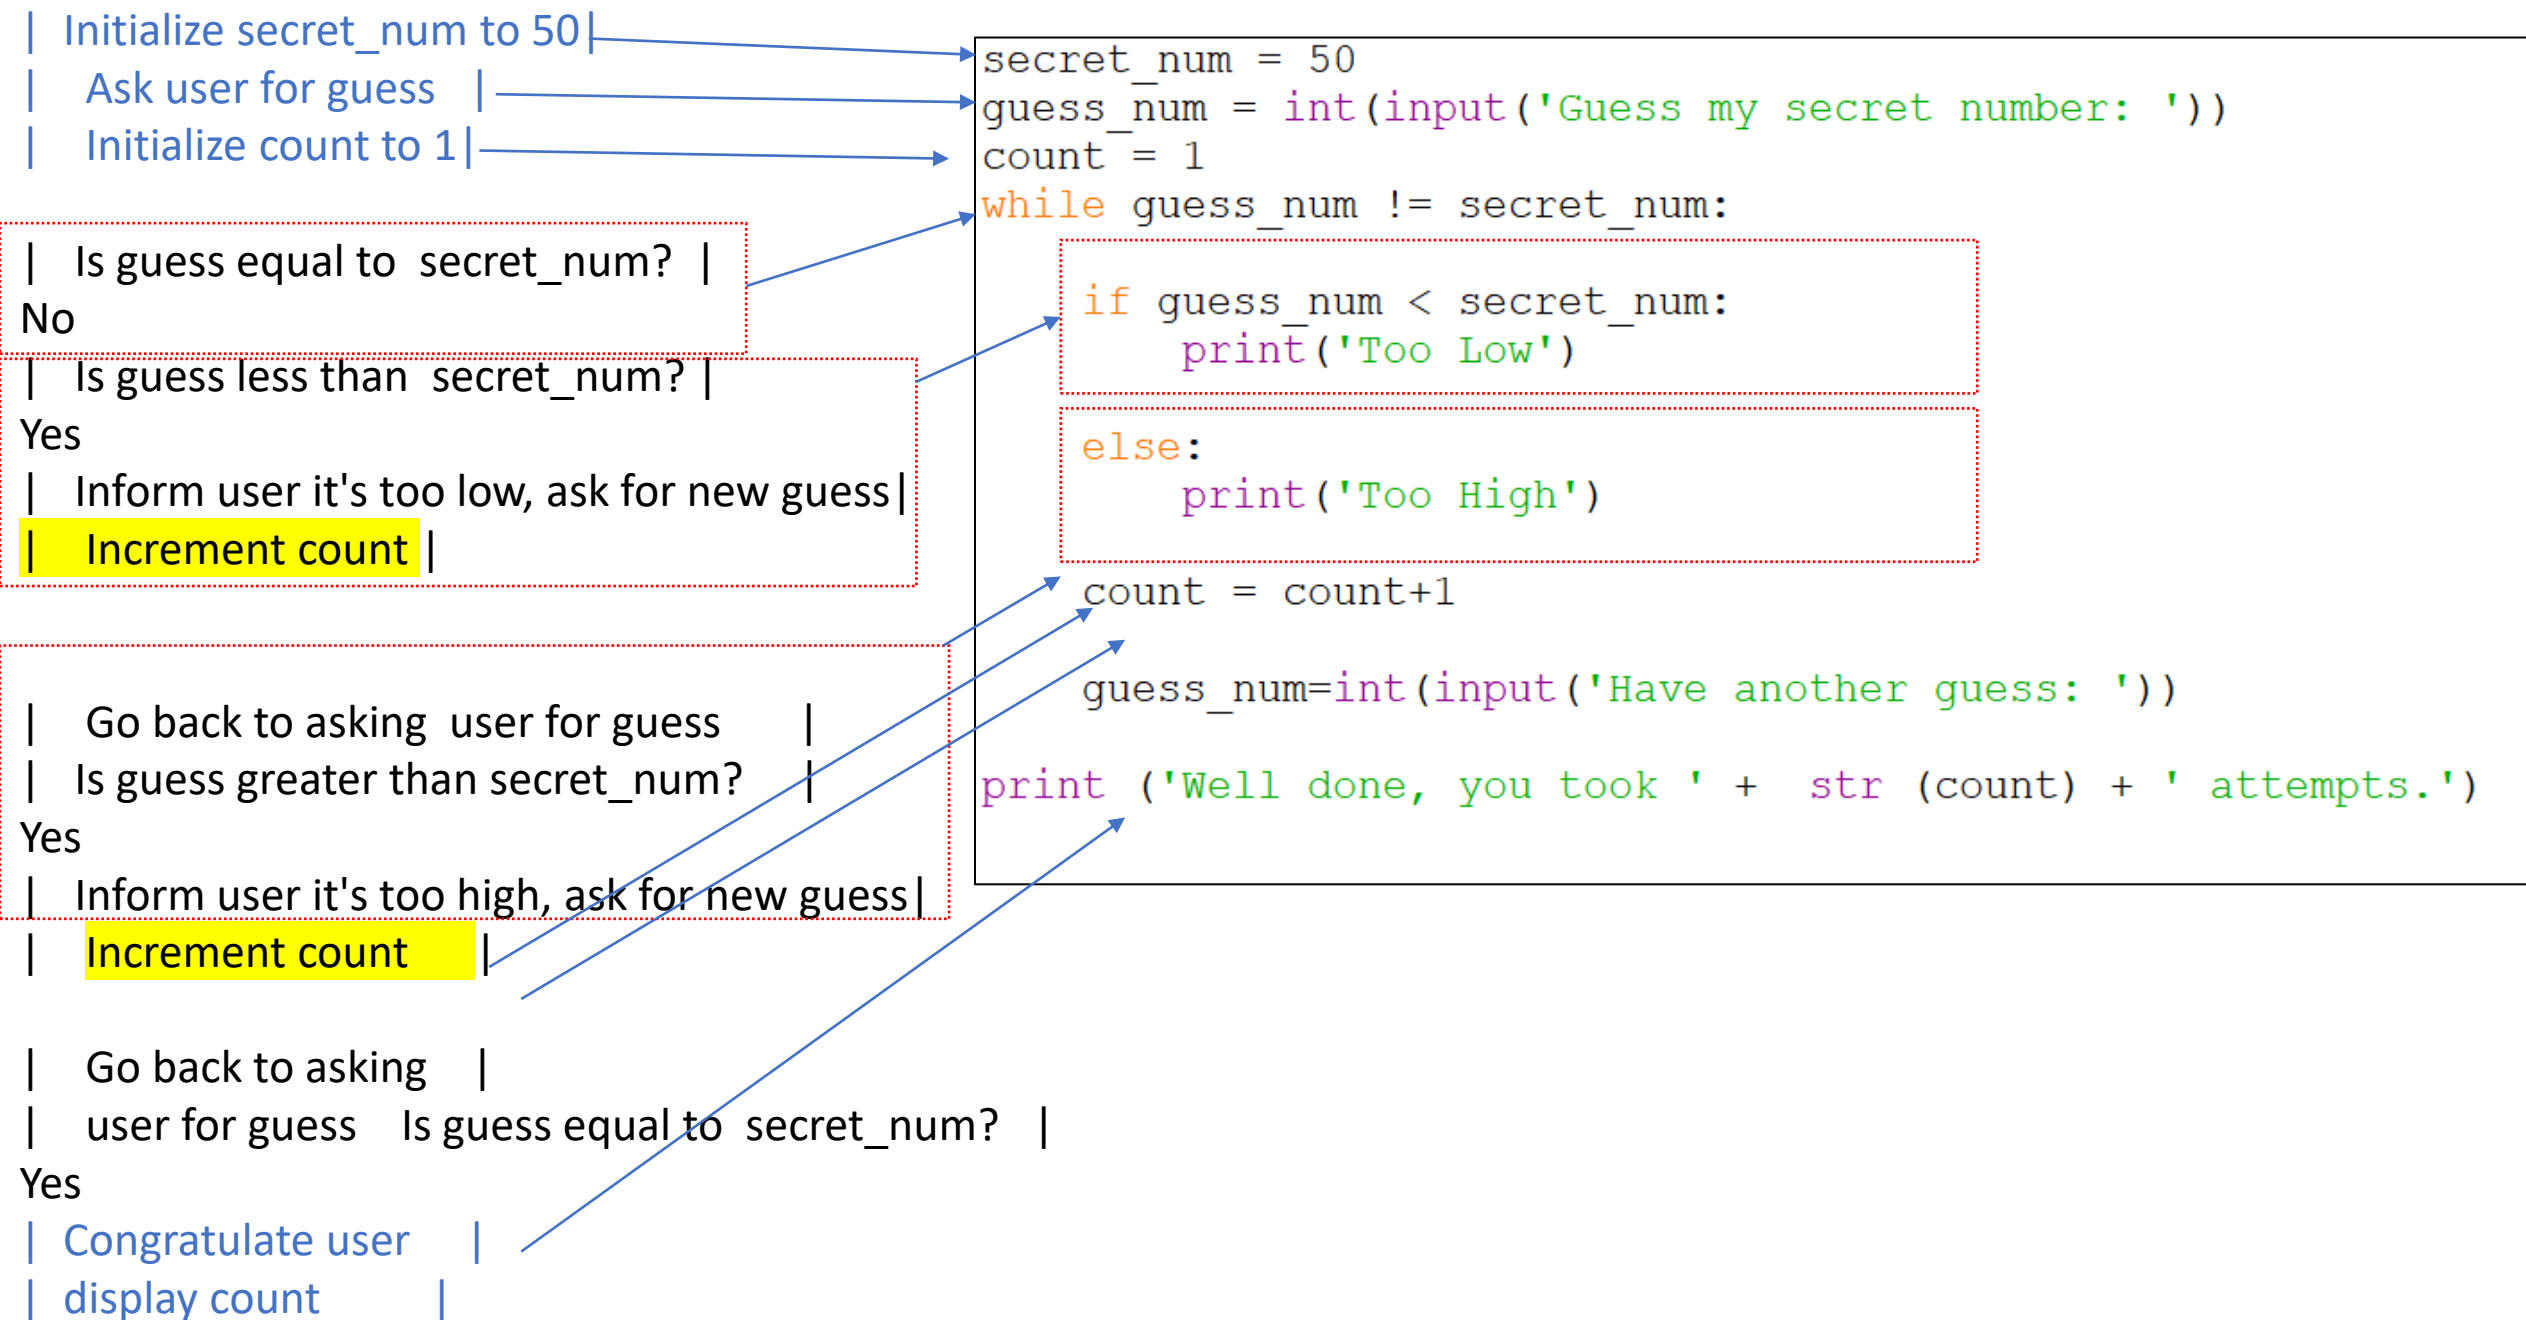 | Initialize secret_num to 50|
| Ask user for guess |
| Initialize count to 1|
| Is guess equal to secret_num? |
No
| Is guess less than secret_num? |
Yes
| Inform user it's too low, ask for new guess|
| Increment count |
| Go back to asking user for guess |
| Is guess greater than secret_num? |
Yes
| Inform user it's too high, ask for new guess|
| Increment count |
| Go back to asking |
| user for guess Is guess equal to secret_num? |
Yes
| Congratulate user |
| display count |
secret_num = 50
guess_num = int(input('Guess my secret number: '))
count = 1
while guess_num != secret_num:
if guess_num < secret_num:
print('Too Low')
else:
print('Too High')
count = count+1
guess_num=int(input('Have another guess: '))
print ('Well done, you took ' + str (count) + ' attempts.')